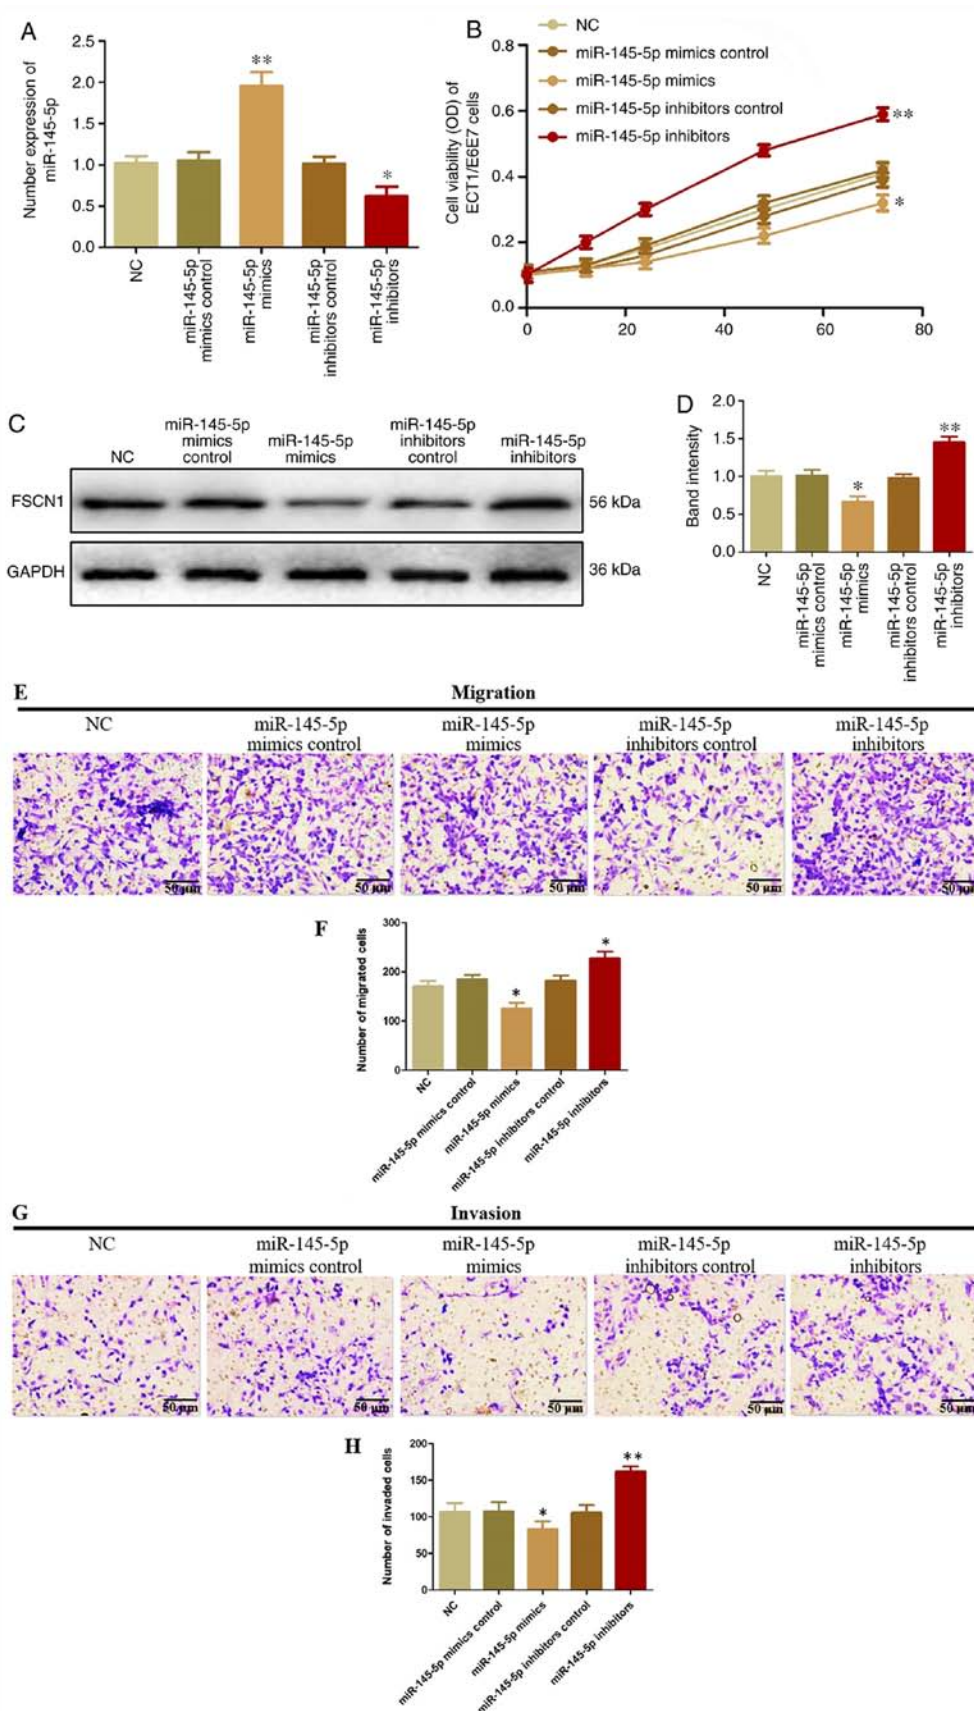 A
Number expression of
miR-145-5p
2.5
2.0
1.5
1.0
0.5
0.0
**
*
NC
miR-145-5p
mimics control
miR-145-5p
mimics
miR-145-5p
inhibitors control
miR-145-5p
inhibitors
B
Cell viability (OD) of
ECT1/E6E7 cells
0.8
0.6
0.4
0.2
0.0
0
20
40
60
80
NC
miR-145-5p mimics control
miR-145-5p mimics
miR-145-5p inhibitors control
miR-145-5p inhibitors
**
*
C
NC
miR-145-5p
mimics
control
miR-145-5p
mimics
miR-145-5p
inhibitors
control
miR-145-5p
inhibitors
FSCN1
56 kDa
GAPDH
36 kDa
D
Band intensity
2.0
1.5
1.0
0.5
0.0
*
**
NC
miR-145-5p
mimics control
miR-145-5p
mimics
miR-145-5p
inhibitors control
miR-145-5p
inhibitors
E
Migration
NC
miR-145-5p
mimics control
miR-145-5p
mimics
miR-145-5p
inhibitors control
miR-145-5p
inhibitors
50 µm
50 µm
50 µm
50 µm
50 µm
F
Number of migrated cells
300
200
100
0
*
*
NC
miR-145-5p mimics control
miR-145-5p mimics
miR-145-5p inhibitors control
miR-145-5p inhibitors
G
Invasion
NC
miR-145-5p
mimics control
miR-145-5p
mimics
miR-145-5p
inhibitors control
miR-145-5p
inhibitors
50 µm
50 µm
50 µm
50 µm
50 µm
H
Number of invaded cells
200
150
100
50
0
*
**
NC
miR-145-5p mimics control
miR-145-5p mimics
miR-145-5p inhibitors control
miR-145-5p inhibitors